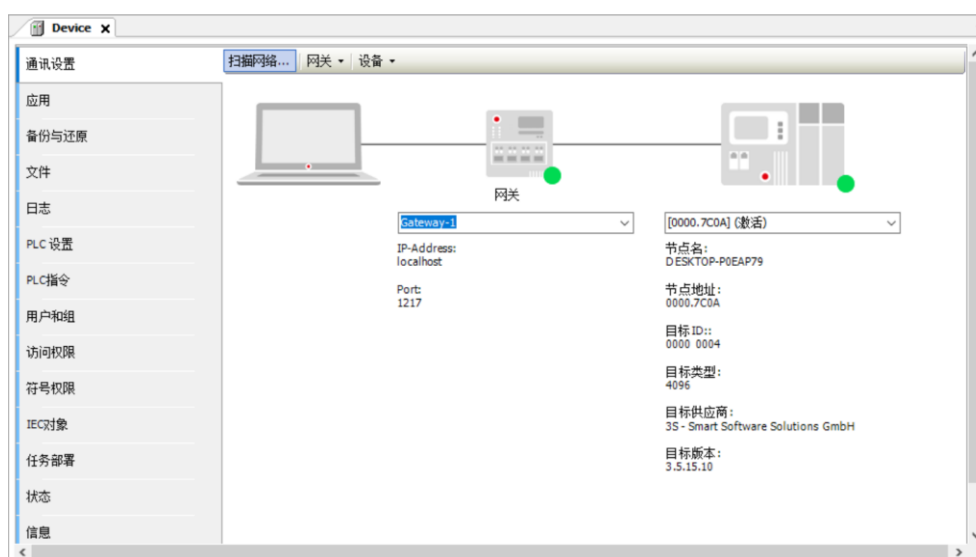 Device
通讯设置
应用
备份与还原
文件
日志
PLC 设置
PLC指令
用户和组
访问权限
符号权限
IEC对象
任务部署
状态
信息
扫描网络... 网关 设备
网关
Gateway-1
IP-Address:
localhost
Port:
1217
[0000.7C0A] (激活)
节点名:
DESKTOP-P0EAP79
节点地址:
0000.7C0A
目标ID::
0000 0004
目标类型:
4096
目标供应商:
3S - Smart Software Solutions GmbH
目标版本:
3.5.15.10